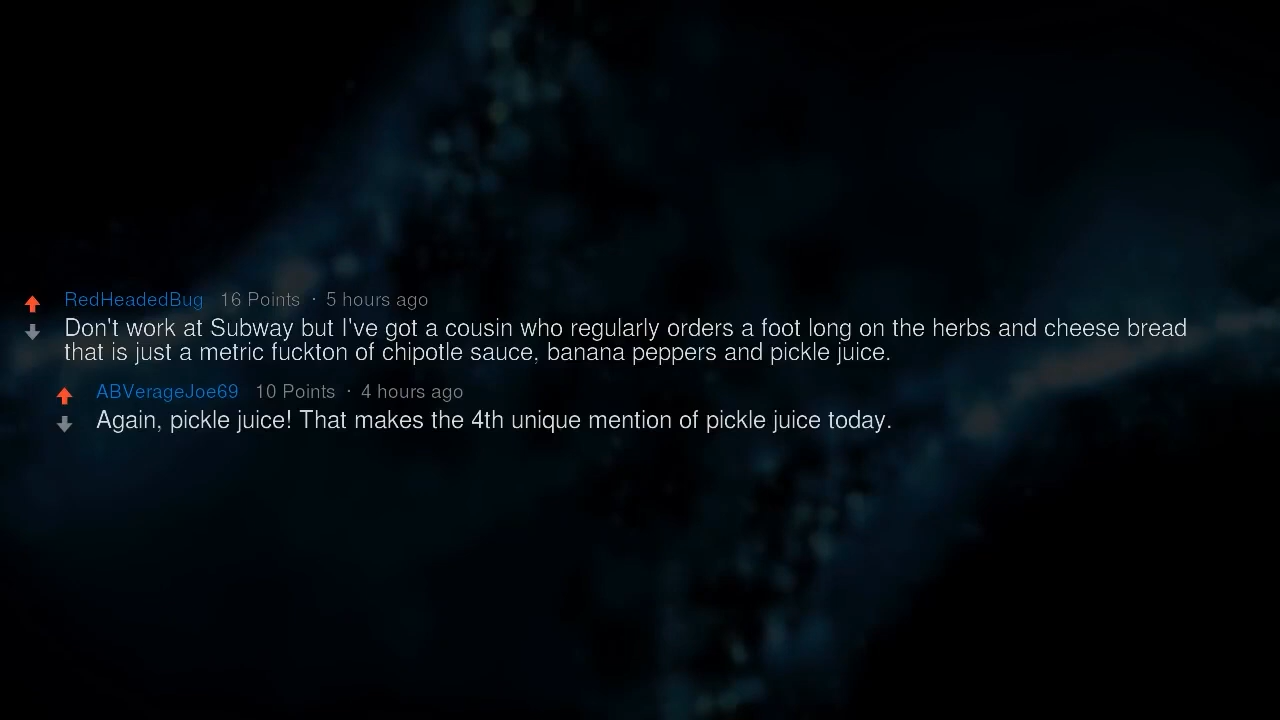 RedHeadedBug 16 Points · 5 hours ago
Don't work at Subway but I've got a cousin who regularly orders a foot long on the herbs and cheese bread
that is just a metric fuckton of chipotle sauce, banana peppers and pickle juice.
ABVerageJoe69 10 Points · 4 hours ago
Again, pickle juice! That makes the 4th unique mention of pickle juice today.